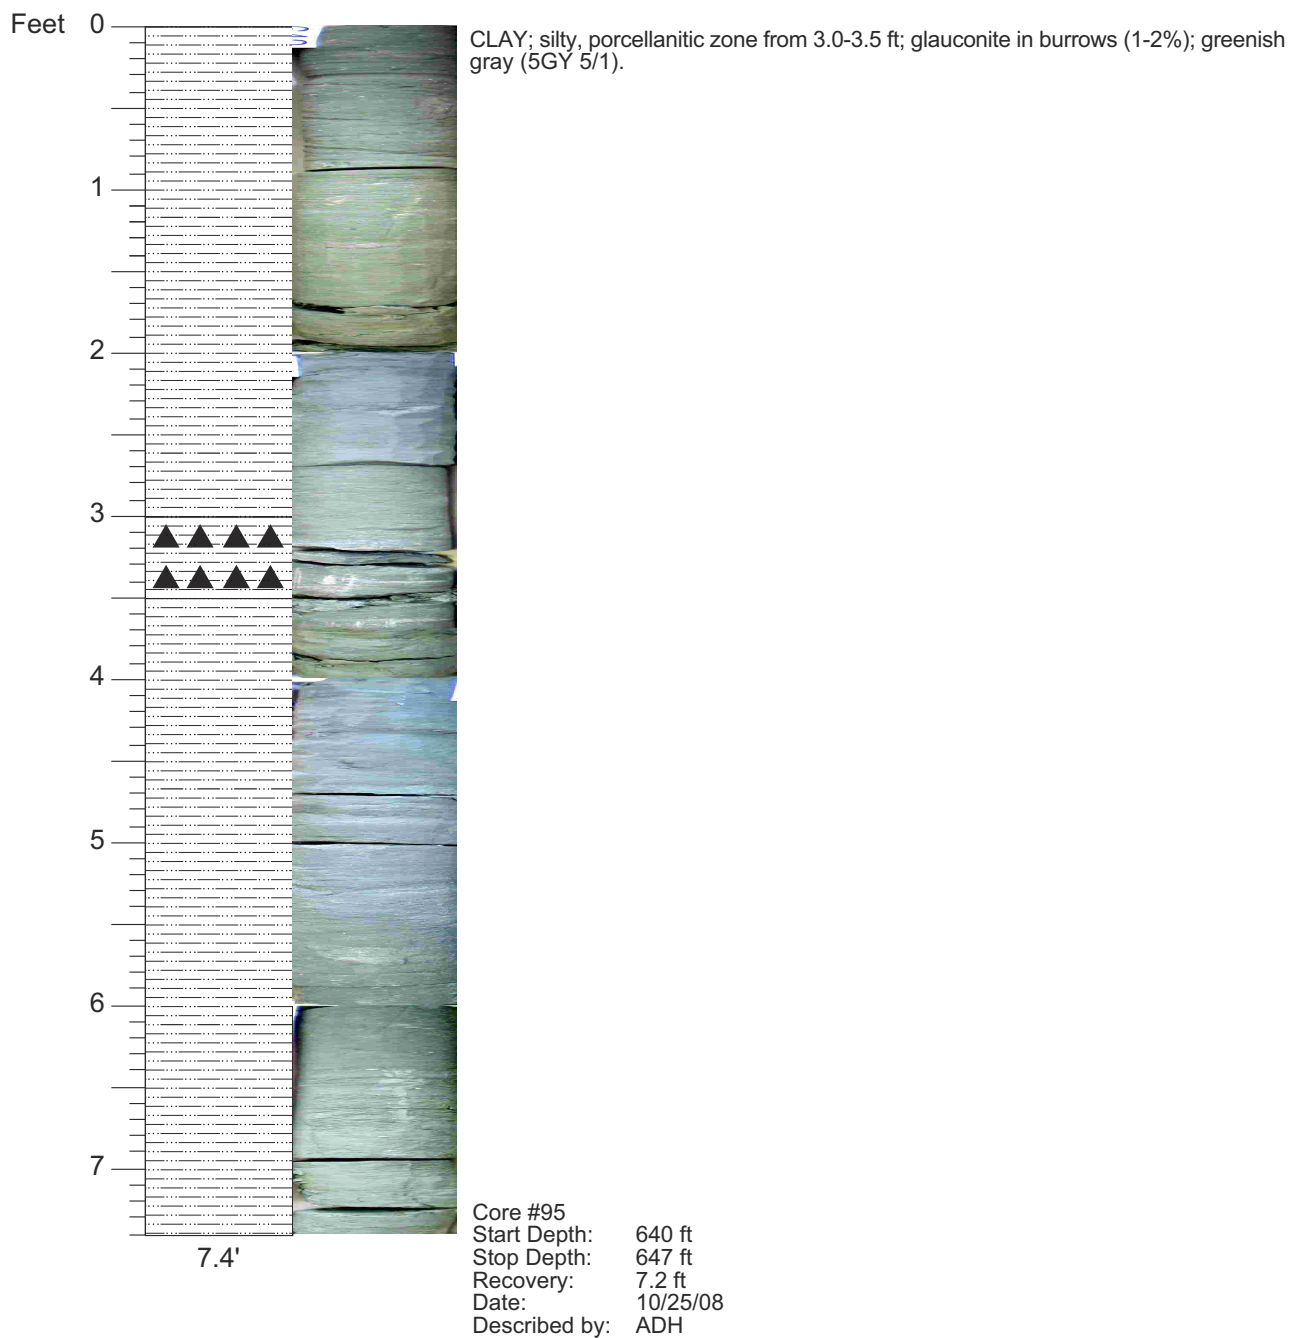 Feet 0
CLAY; silty, porcellanitic zone from 3.0-3.5 ft; glauconite in burrows (1-2%); greenish
gray (5GY 5/1).
1
2
3
4
5
6
7
7.4'
Core #95
Start Depth: 640 ft
Stop Depth: 647 ft
Recovery: 7.2 ft
Date: 10/25/08
Described by: ADH